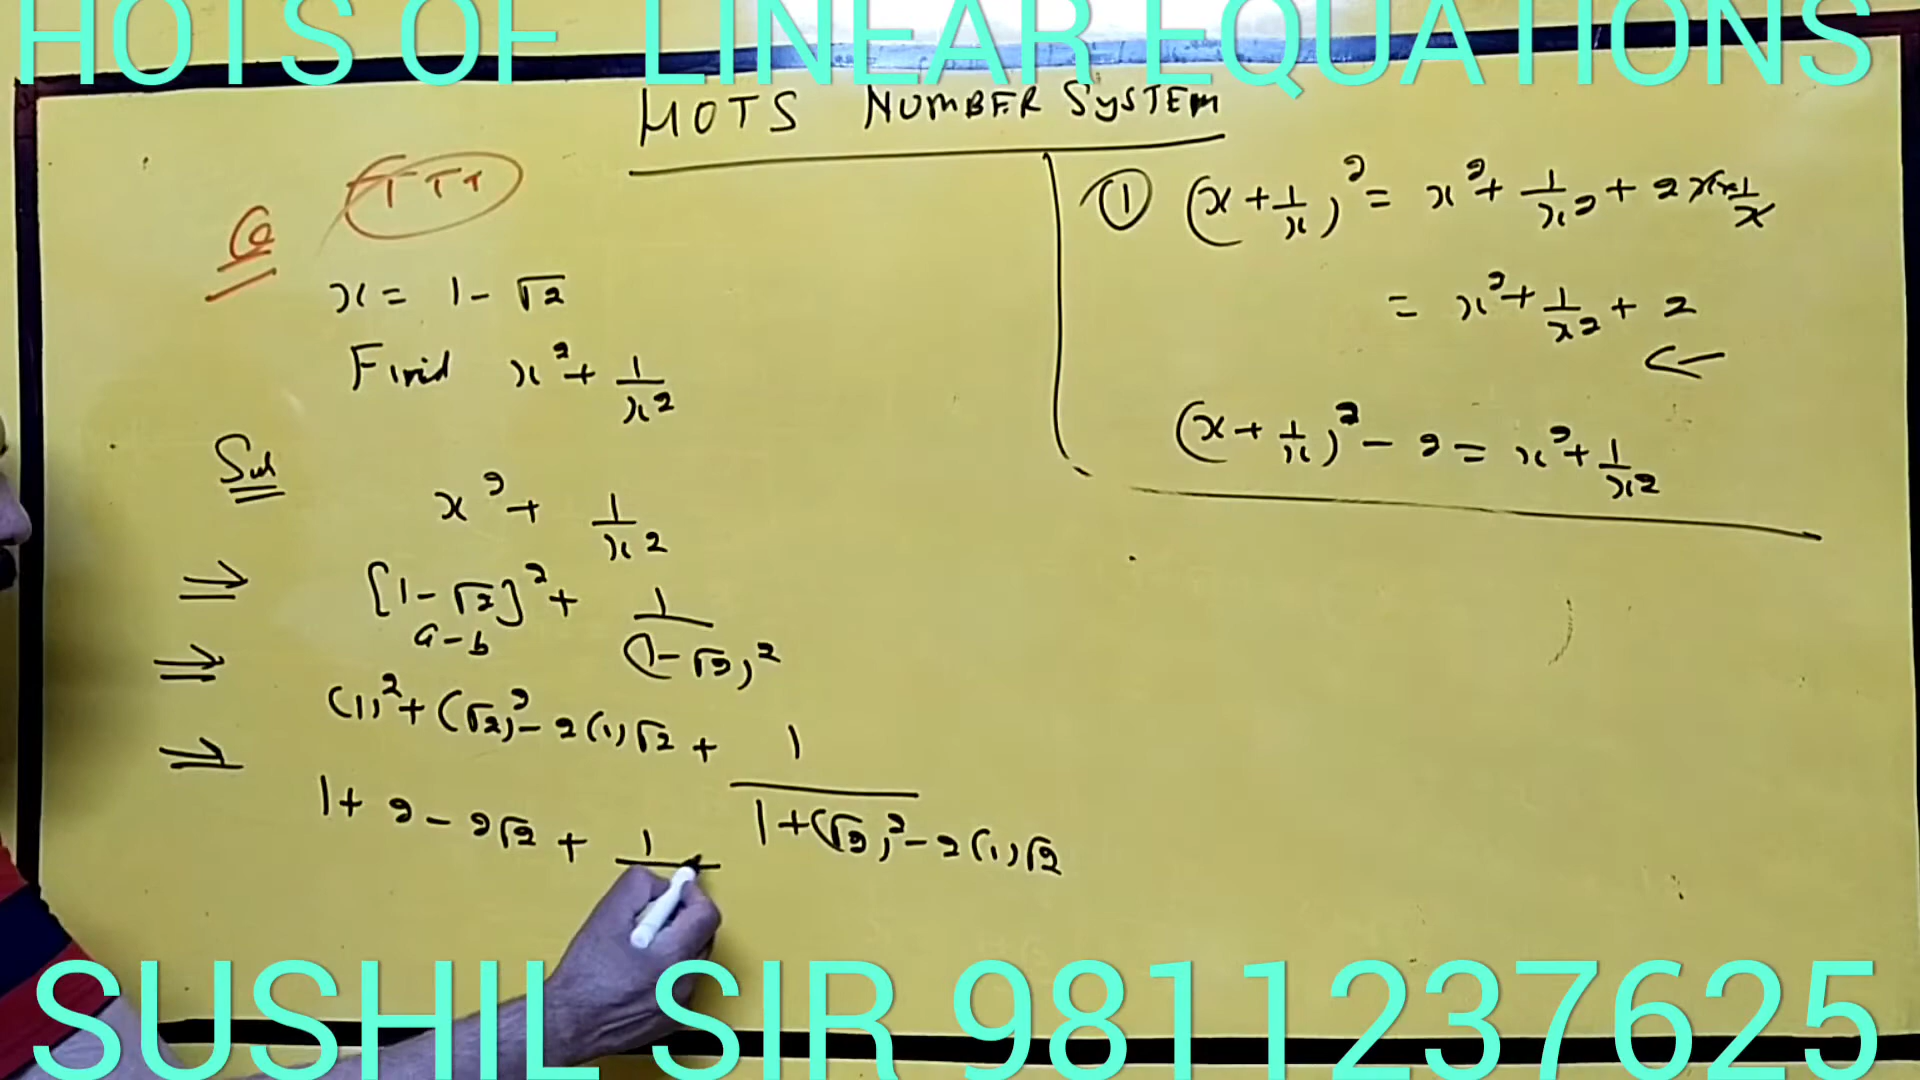 HOTS OF LINEAR EQUATIONS
HOTS NUMBER SYSTEM
Q TTT
x = 1 - √2
Find x² + 1/x²
Sol
x² + 1/x²
⇒ [1 - √2]² + 1/(1 - √2)²
a - b
⇒ (1)² + (√2)² - 2(1)√2 + 1/(1 + (√2)² - 2(1)√2)
⇒ 1 + 2 - 2√2 + 1
① (x + 1/x)² = x² + 1/x² + 2 × x × 1/x
= x² + 1/x² + 2
←
(x + 1/x)² - 2 = x² + 1/x²
SUSHIL SIR 9811237625